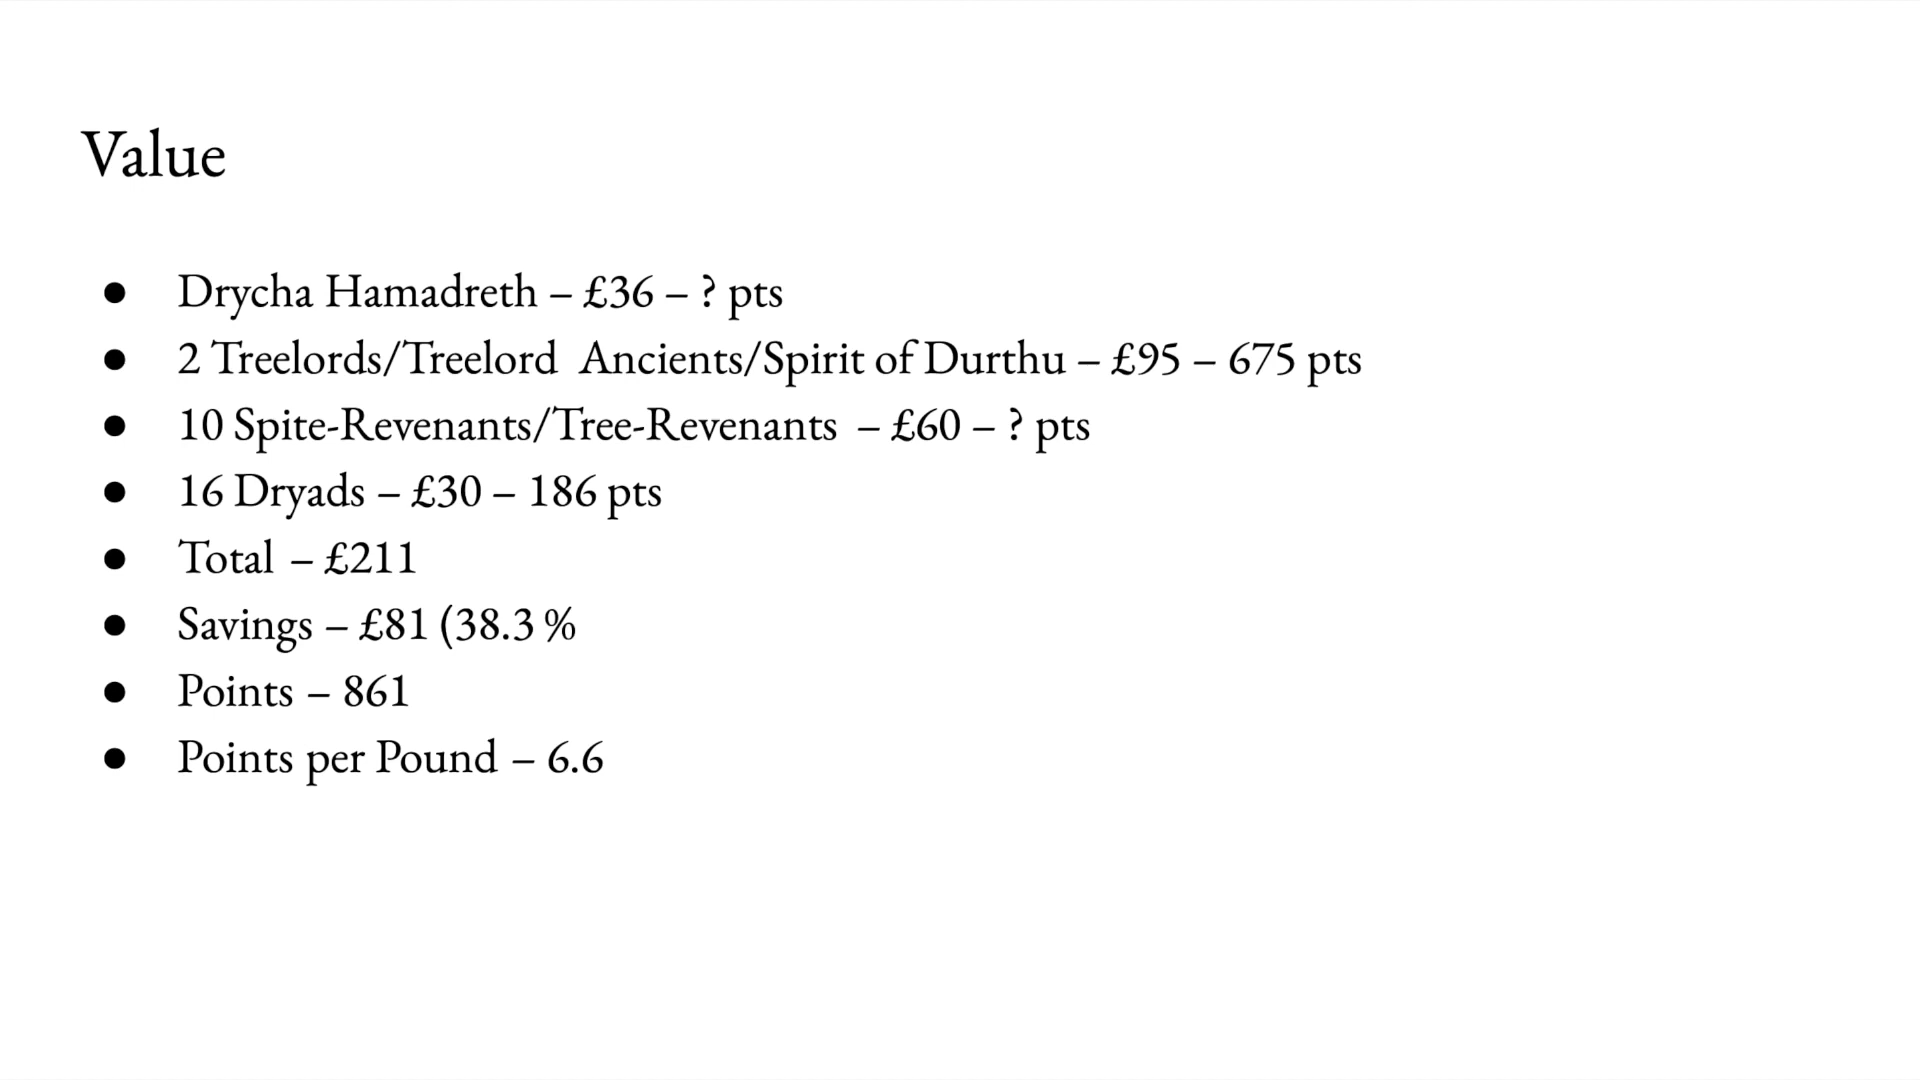 Value
● Drycha Hamadreth – £36 – ? pts
● 2 Treelords/Treelord Ancients/Spirit of Durthu – £95 – 675 pts
● 10 Spite-Revenants/Tree-Revenants – £60 – ? pts
● 16 Dryads – £30 – 186 pts
● Total – £211
● Savings – £81 (38.3 %
● Points – 861
● Points per Pound – 6.6